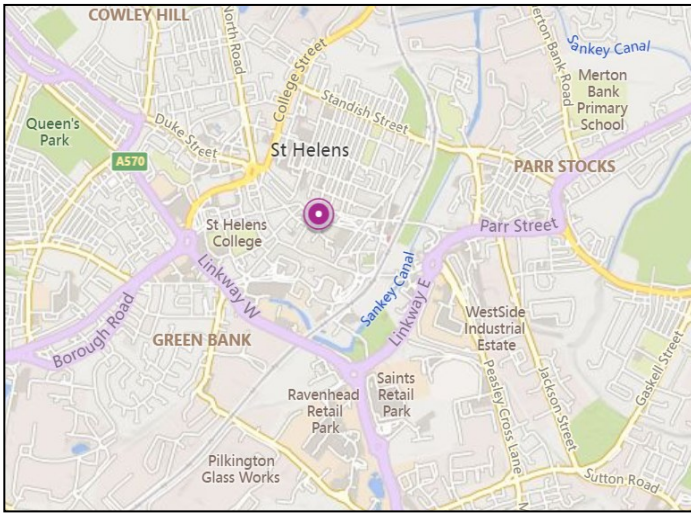 COWLEY HILL
North Road
College Street
Merton Bank Road
Sankey Canal
Merton
Bank
Primary
School
Queen's
Park
Duke Street
Standish Street
A570
St Helens
PARR STOCKS
St Helens
College
Parr Street
Linkway W
Sankey Canal
Linkway E
Borough Road
GREEN BANK
WestSide
Industrial
Estate
Gaskell Street
Ravenhead
Retail
Park
Saints
Retail
Park
Peasley Cross Lane
Jackson Street
Pilkington
Glass Works
Sutton Road